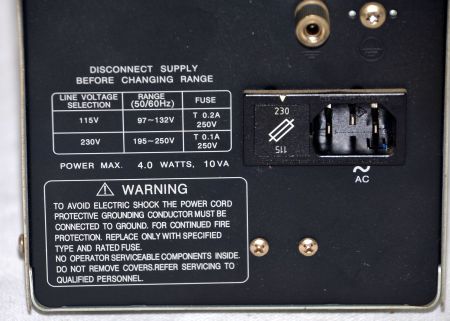 DISCONNECT SUPPLY
BEFORE CHANGING RANGE
LINE VOLTAGE SELECTION RANGE (50/60Hz) FUSE
115V 97~132V T 0.2A 250V
230V 195~250V T 0.1A 250V
POWER MAX. 4.0 WATTS, 10VA
230
115
AC
WARNING
TO AVOID ELECTRIC SHOCK THE POWER CORD
PROTECTIVE GROUNDING CONDUCTOR MUST BE
CONNECTED TO GROUND. FOR CONTINUED FIRE
PROTECTION. REPLACE ONLY WITH SPECIFIED
TYPE AND RATED FUSE.
NO OPERATOR SERVICEABLE COMPONENTS INSIDE.
DO NOT REMOVE COVERS.REFER SERVICING TO
QUALIFIED PERSONNEL.